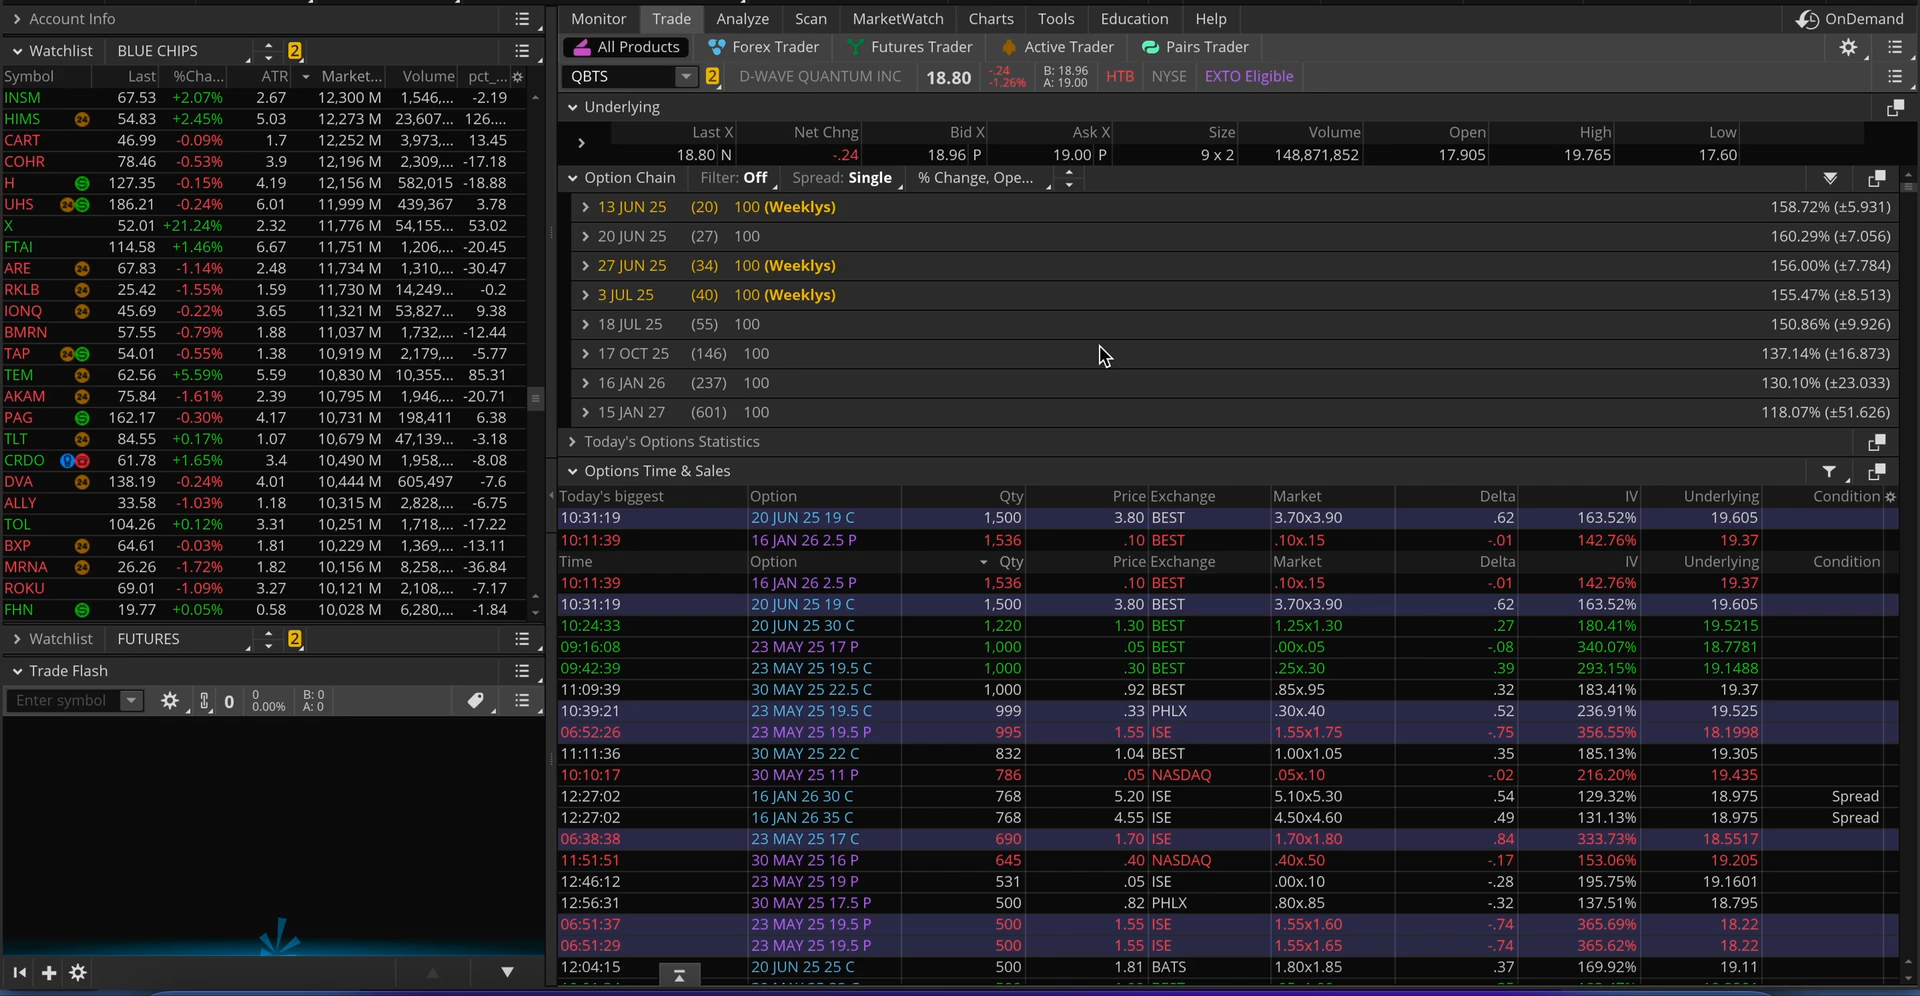 Account Info
Watchlist BLUE CHIPS 2
Symbol Last %Cha... ATR Market... Volume pct_...
INSM 67.53 +2.07% 2.67 12,300 M 1,546,... -2.19
HIMS 24 54.83 +2.45% 5.03 12,273 M 23,607... 126....
CART 46.99 -0.09% 1.7 12,252 M 3,973,... 13.45
COHR 78.46 -0.53% 3.9 12,196 M 2,309,... -17.18
H S 127.35 -0.15% 4.19 12,156 M 582,015 -18.88
UHS 24 S 186.21 -0.24% 6.01 11,999 M 439,367 3.78
X 52.01 +21.24% 2.32 11,776 M 54,155... 53.02
FTAI 114.58 +1.46% 6.67 11,751 M 1,206,... -20.45
ARE 24 67.83 -1.14% 2.48 11,734 M 1,310,... -30.47
RKLB 24 25.42 -1.55% 1.59 11,730 M 14,249... -0.2
IONQ 24 45.69 -0.22% 3.65 11,321 M 53,827... 9.38
BMRN 57.55 -0.79% 1.88 11,037 M 1,732,... -12.44
TAP 24 S 54.01 -0.55% 1.38 10,919 M 2,179,... -5.77
TEM 24 62.56 +5.59% 5.59 10,830 M 10,355... 85.31
AKAM 24 75.84 -1.61% 2.39 10,795 M 1,946,... -20.71
PAG S 162.17 -0.30% 4.17 10,731 M 198,411 6.38
TLT 24 84.55 +0.17% 1.07 10,679 M 47,139... -3.18
CRDO 61.78 +1.65% 3.4 10,490 M 1,958,... -8.08
DVA 24 138.19 -0.24% 4.01 10,444 M 605,497 -7.6
ALLY 33.58 -1.03% 1.18 10,315 M 2,828,... -6.75
TOL 104.26 +0.12% 3.31 10,251 M 1,718,... -17.22
BXP 24 64.61 -0.03% 1.81 10,229 M 1,369,... -13.11
MRNA 24 26.26 -1.72% 1.82 10,156 M 8,258,... -36.84
ROKU 69.01 -1.09% 3.27 10,121 M 2,108,... -7.17
FHN S 19.77 +0.05% 0.58 10,028 M 6,280,... -1.84
Watchlist FUTURES 2
Trade Flash
Enter symbol 0 0 0.00% B: 0 A: 0
Monitor Trade Analyze Scan MarketWatch Charts Tools Education Help OnDemand
All Products Forex Trader Futures Trader Active Trader Pairs Trader
QBTS 2 D-WAVE QUANTUM INC 18.80 -.24 -1.26% B: 18.96 A: 19.00 HTB NYSE EXTO Eligible
Underlying
Last X Net Chng Bid X Ask X Size Volume Open High Low
18.80 N -.24 18.96 P 19.00 P 9 x 2 148,871,852 17.905 19.765 17.60
Option Chain Filter: Off Spread: Single % Change, Ope...
13 JUN 25 (20) 100 (Weeklys) 158.72% (±5.931)
20 JUN 25 (27) 100 160.29% (±7.056)
27 JUN 25 (34) 100 (Weeklys) 156.00% (±7.784)
3 JUL 25 (40) 100 (Weeklys) 155.47% (±8.513)
18 JUL 25 (55) 100 150.86% (±9.926)
17 OCT 25 (146) 100 137.14% (±16.873)
16 JAN 26 (237) 100 130.10% (±23.033)
15 JAN 27 (601) 100 118.07% (±51.626)
Today's Options Statistics
Options Time & Sales
Today's biggest Option Qty Price Exchange Market Delta IV Underlying Condition
10:31:19 20 JUN 25 19 C 1,500 3.80 BEST 3.70x3.90 .62 163.52% 19.605
10:11:39 16 JAN 26 2.5 P 1,536 .10 BEST .10x.15 -.01 142.76% 19.37
Time Option Qty Price Exchange Market Delta IV Underlying Condition
10:11:39 16 JAN 26 2.5 P 1,536 .10 BEST .10x.15 -.01 142.76% 19.37
10:31:19 20 JUN 25 19 C 1,500 3.80 BEST 3.70x3.90 .62 163.52% 19.605
10:24:33 20 JUN 25 30 C 1,220 1.30 BEST 1.25x1.30 .27 180.41% 19.5215
09:16:08 23 MAY 25 17 P 1,000 .05 BEST .00x.05 -.08 340.07% 18.7781
09:42:39 23 MAY 25 19.5 C 1,000 .30 BEST .25x.30 .39 293.15% 19.1488
11:09:39 30 MAY 25 22.5 C 1,000 .92 BEST .85x.95 .32 183.41% 19.37
10:39:21 23 MAY 25 19.5 C 999 .33 PHLX .30x.40 .52 236.91% 19.525
06:52:26 23 MAY 25 19.5 P 995 1.55 ISE 1.55x1.75 -.75 356.55% 18.1998
11:11:36 30 MAY 25 22 C 832 1.04 BEST 1.00x1.05 .35 185.13% 19.305
10:10:17 30 MAY 25 11 P 786 .05 NASDAQ .05x.10 -.02 216.20% 19.435
12:27:02 16 JAN 26 30 C 768 5.20 ISE 5.10x5.30 .54 129.32% 18.975 Spread
12:27:02 16 JAN 26 35 C 768 4.55 ISE 4.50x4.60 .49 131.13% 18.975 Spread
06:38:38 23 MAY 25 17 C 690 1.70 ISE 1.70x1.80 .84 333.73% 18.5517
11:51:51 30 MAY 25 16 P 645 .40 NASDAQ .40x.50 -.17 153.06% 19.205
12:46:12 23 MAY 25 19 P 531 .05 ISE .00x.10 -.28 195.75% 19.1601
12:56:31 30 MAY 25 17.5 P 500 .82 PHLX .80x.85 -.32 137.51% 18.795
06:51:37 23 MAY 25 19.5 P 500 1.55 ISE 1.55x1.60 -.74 365.69% 18.22
06:51:29 23 MAY 25 19.5 P 500 1.55 ISE 1.55x1.65 -.74 365.62% 18.22
12:04:15 20 JUN 25 25 C 500 1.81 BATS 1.80x1.85 .37 169.92% 19.11